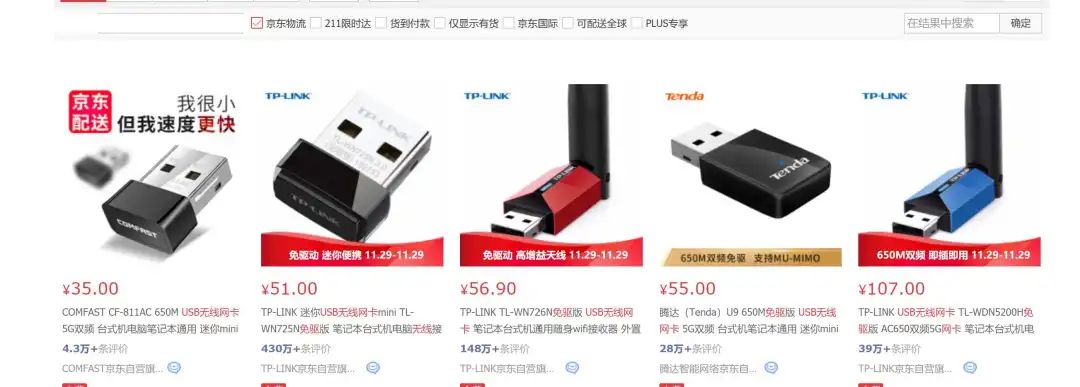 京东物流 211限时达 货到付款 仅显示有货 京东国际 可配送全球 PLUS专享 在结果中搜索 确定
京东
配送
我很小
但我速度更快
COMFAST
¥35.00
COMFAST CF-811AC 650M USB无线网卡
5G双频 台式机电脑笔记本通用 迷你mini
4.3万+条评价
COMFAST京东自营旗...
TP-LINK
TP-LINK
TP-LINK
免驱动 迷你便携 11.29-11.29
¥51.00
TP-LINK 迷你USB无线网卡mini TL-
WN725N免驱版 笔记本台式机电脑无线接
430万+条评价
TP-LINK京东自营旗...
TP-LINK
TP-LINK
免驱动 高增益天线 11.29-11.29
¥56.90
TP-LINK TL-WN726N免驱版 USB无线
网卡 笔记本台式机通用随身wifi接收器 外置
148万+条评价
TP-LINK京东自营旗...
Tenda
Tenda
650M双频免驱 支持MU-MIMO
¥55.00
腾达（Tenda）U9 650M免驱版 USB无线
网卡 5G双频 台式机笔记本通用 迷你mini
28万+条评价
腾达智能网络京东自...
TP-LINK
TP-LINK
650M双频 即插即用 11.29-11.29
¥107.00
TP-LINK USB无线网卡 TL-WDN5200H免
驱版 AC650双频5G网卡 笔记本台式机电
39万+条评价
TP-LINK京东自营旗...